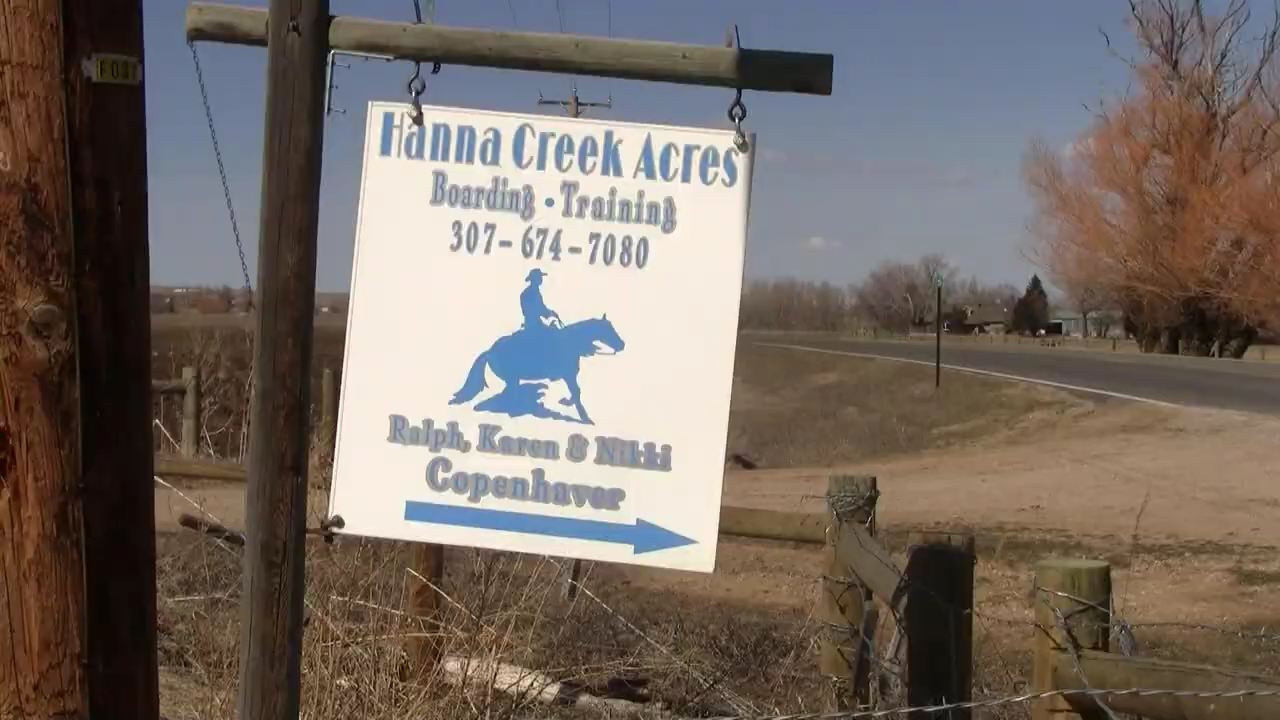 Hanna Creek Acres
Boarding • Training
307-674-7080
Ralph, Karen & Nikki
Copenhaver